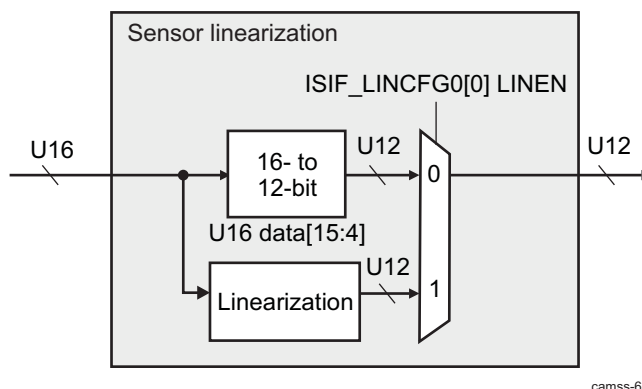 Sensor linearization
ISIF_LINCFG0[0] LINEN
U16
16- to
12-bit
U12
0
U12
U16 data[15:4]
Linearization
U12
1
camss-6